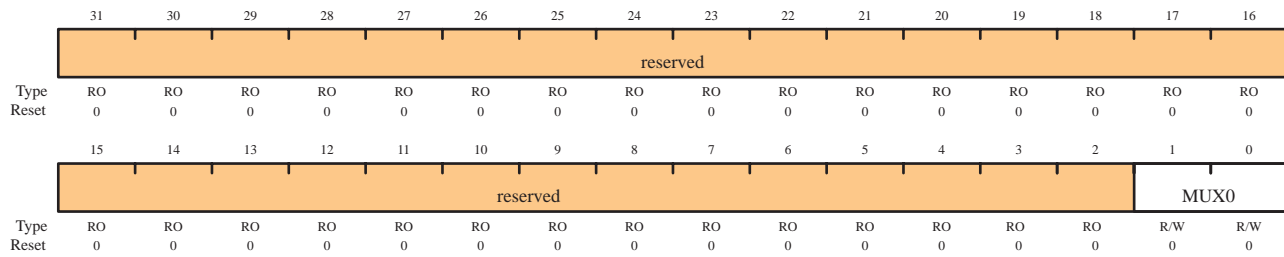 31 30 29 28 27 26 25 24 23 22 21 20 19 18 17 16
reserved
Type RO RO RO RO RO RO RO RO RO RO RO RO RO RO RO RO
Reset 0 0 0 0 0 0 0 0 0 0 0 0 0 0 0 0
15 14 13 12 11 10 9 8 7 6 5 4 3 2 1 0
reserved MUX0
Type RO RO RO RO RO RO RO RO RO RO RO RO RO RO R/W R/W
Reset 0 0 0 0 0 0 0 0 0 0 0 0 0 0 0 0